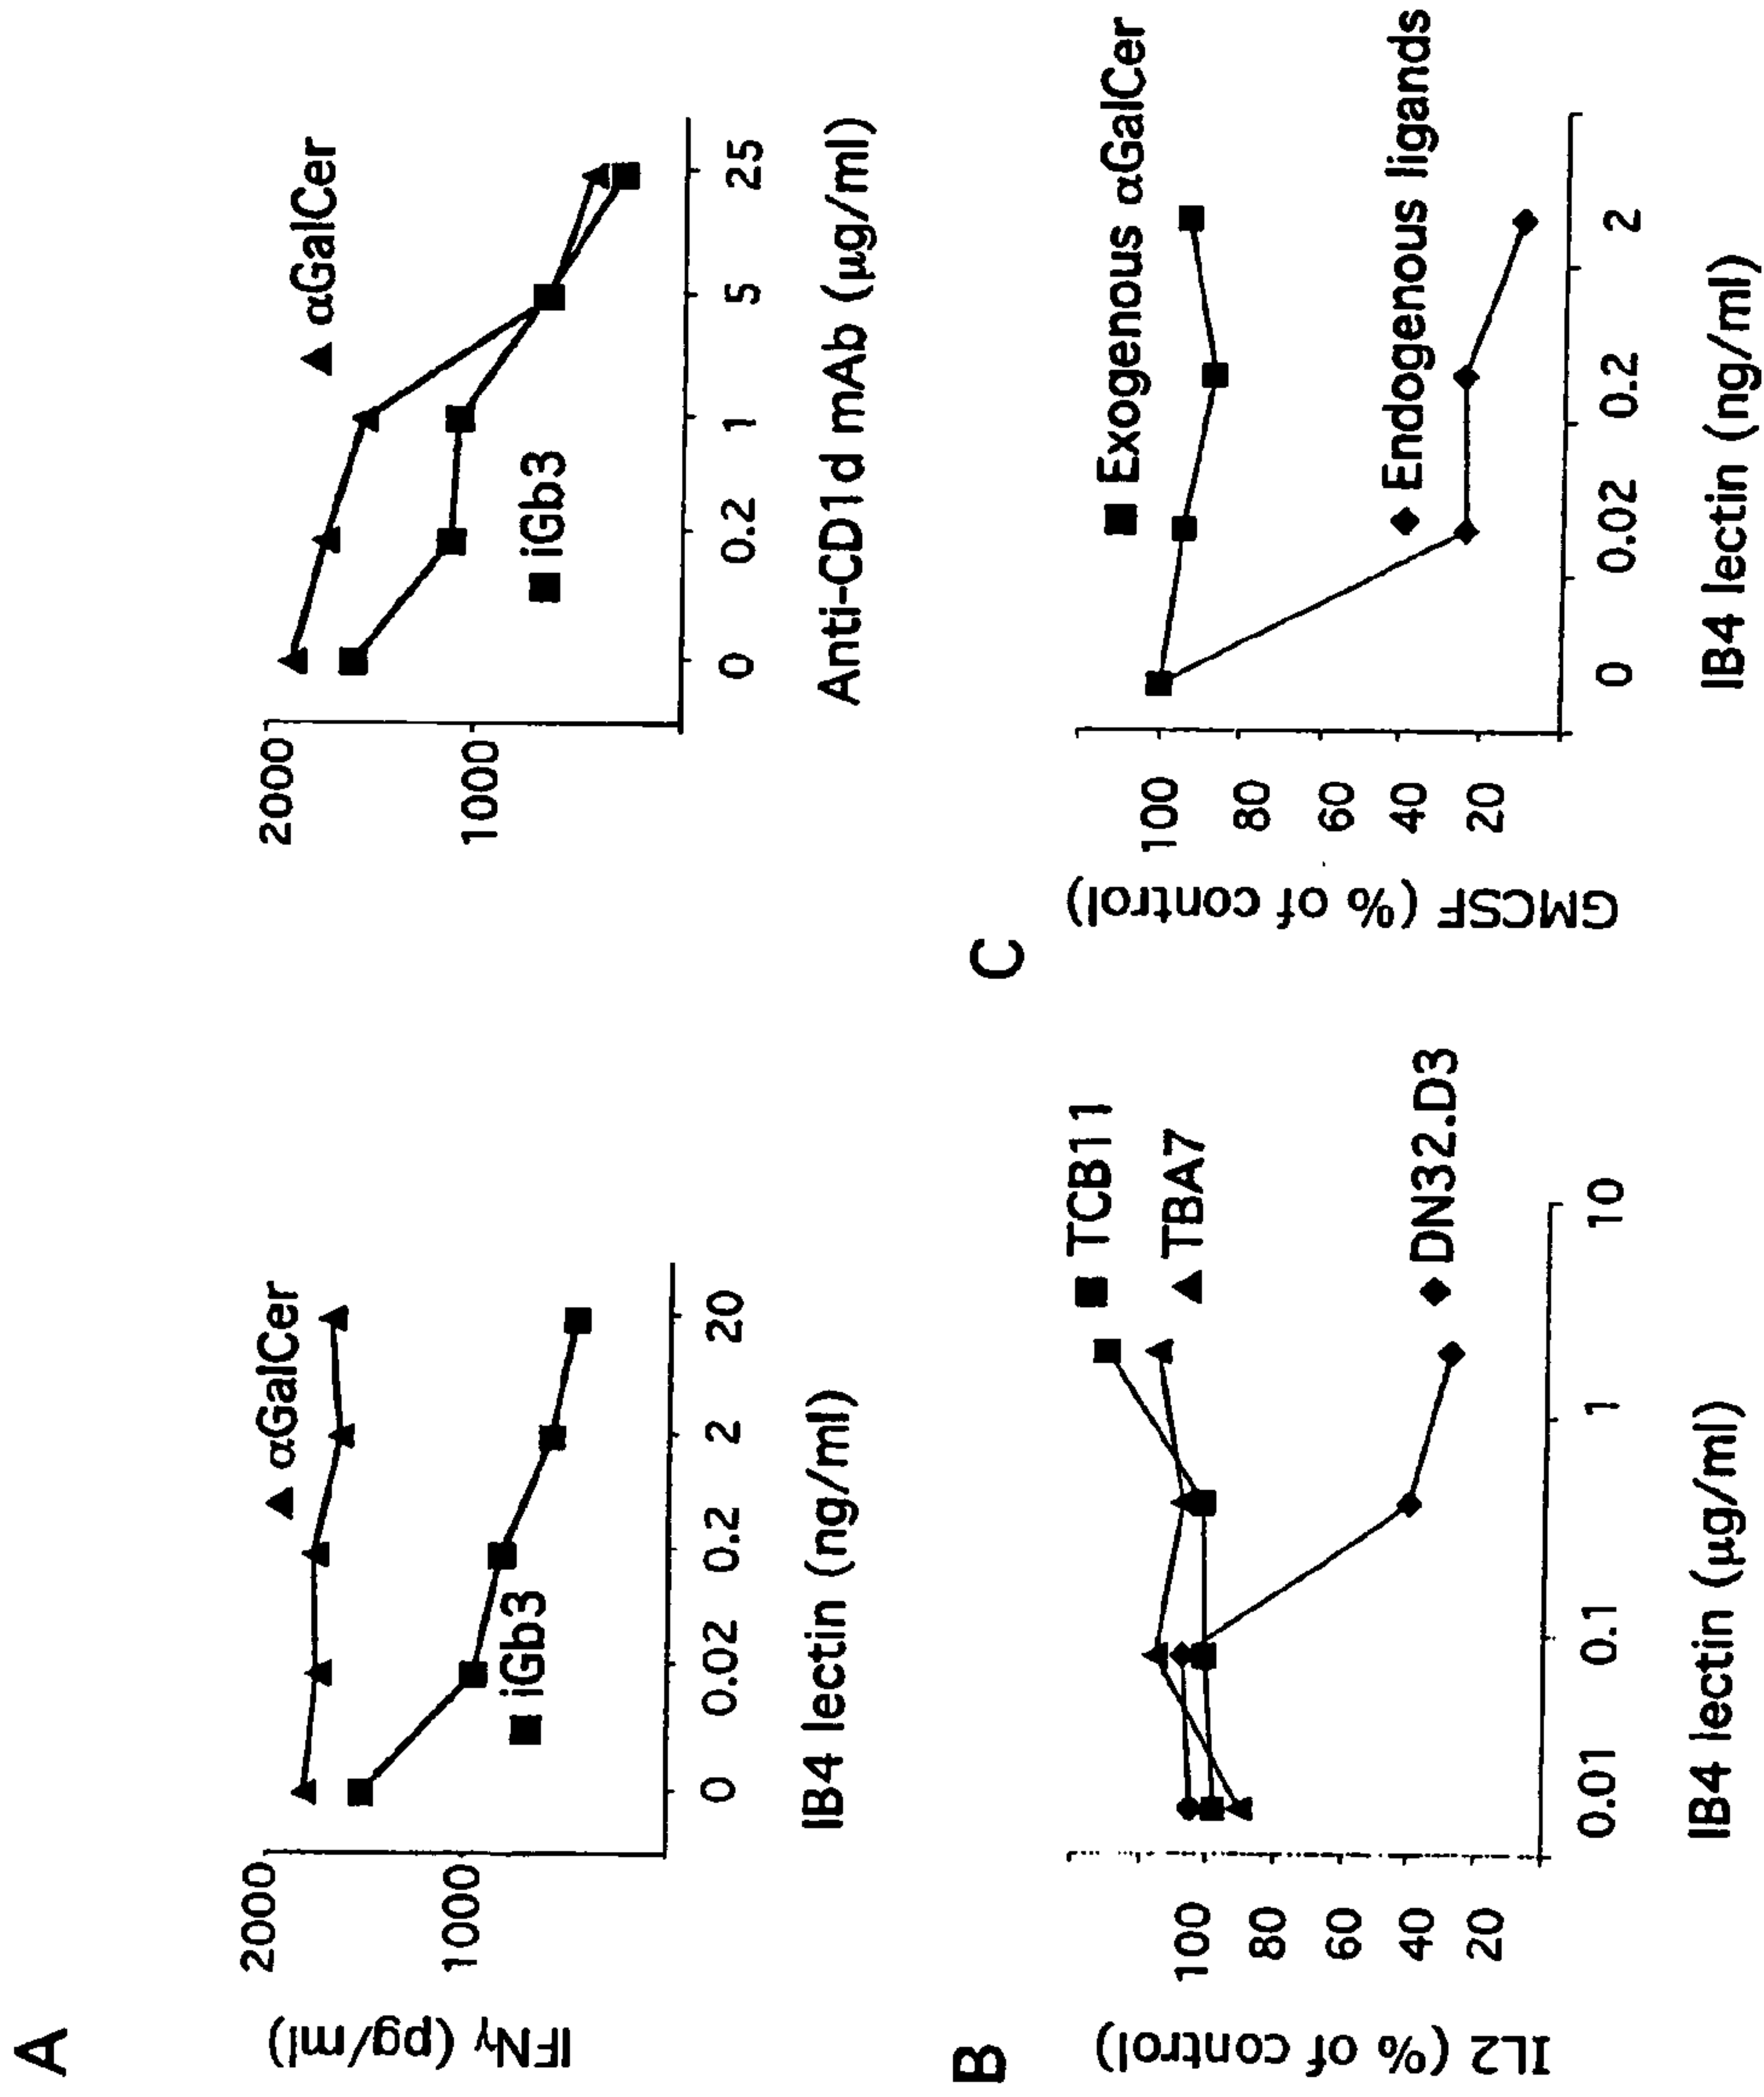 A
IFNγ (pg/ml)
2000
1000
▲ αGalCer
■ iGb3
0 0.02 0.2 2 20
IB4 lectin (ng/ml)
2000
1000
▲ αGalCer
■ iGb3
0 0.2 1 5 25
Anti-CD1d mAb (μg/ml)
B
IL2 (% of control)
100
80
60
40
20
■ TCB11
▲ TBA7
◆ DN32.D3
0.01 0.1 1 10
IB4 lectin (μg/ml)
C
GMCSF (% of control)
100
80
60
40
20
■ Exogenous αGalCer
◆ Endogenous ligands
0 0.02 0.2 2
IB4 lectin (ng/ml)